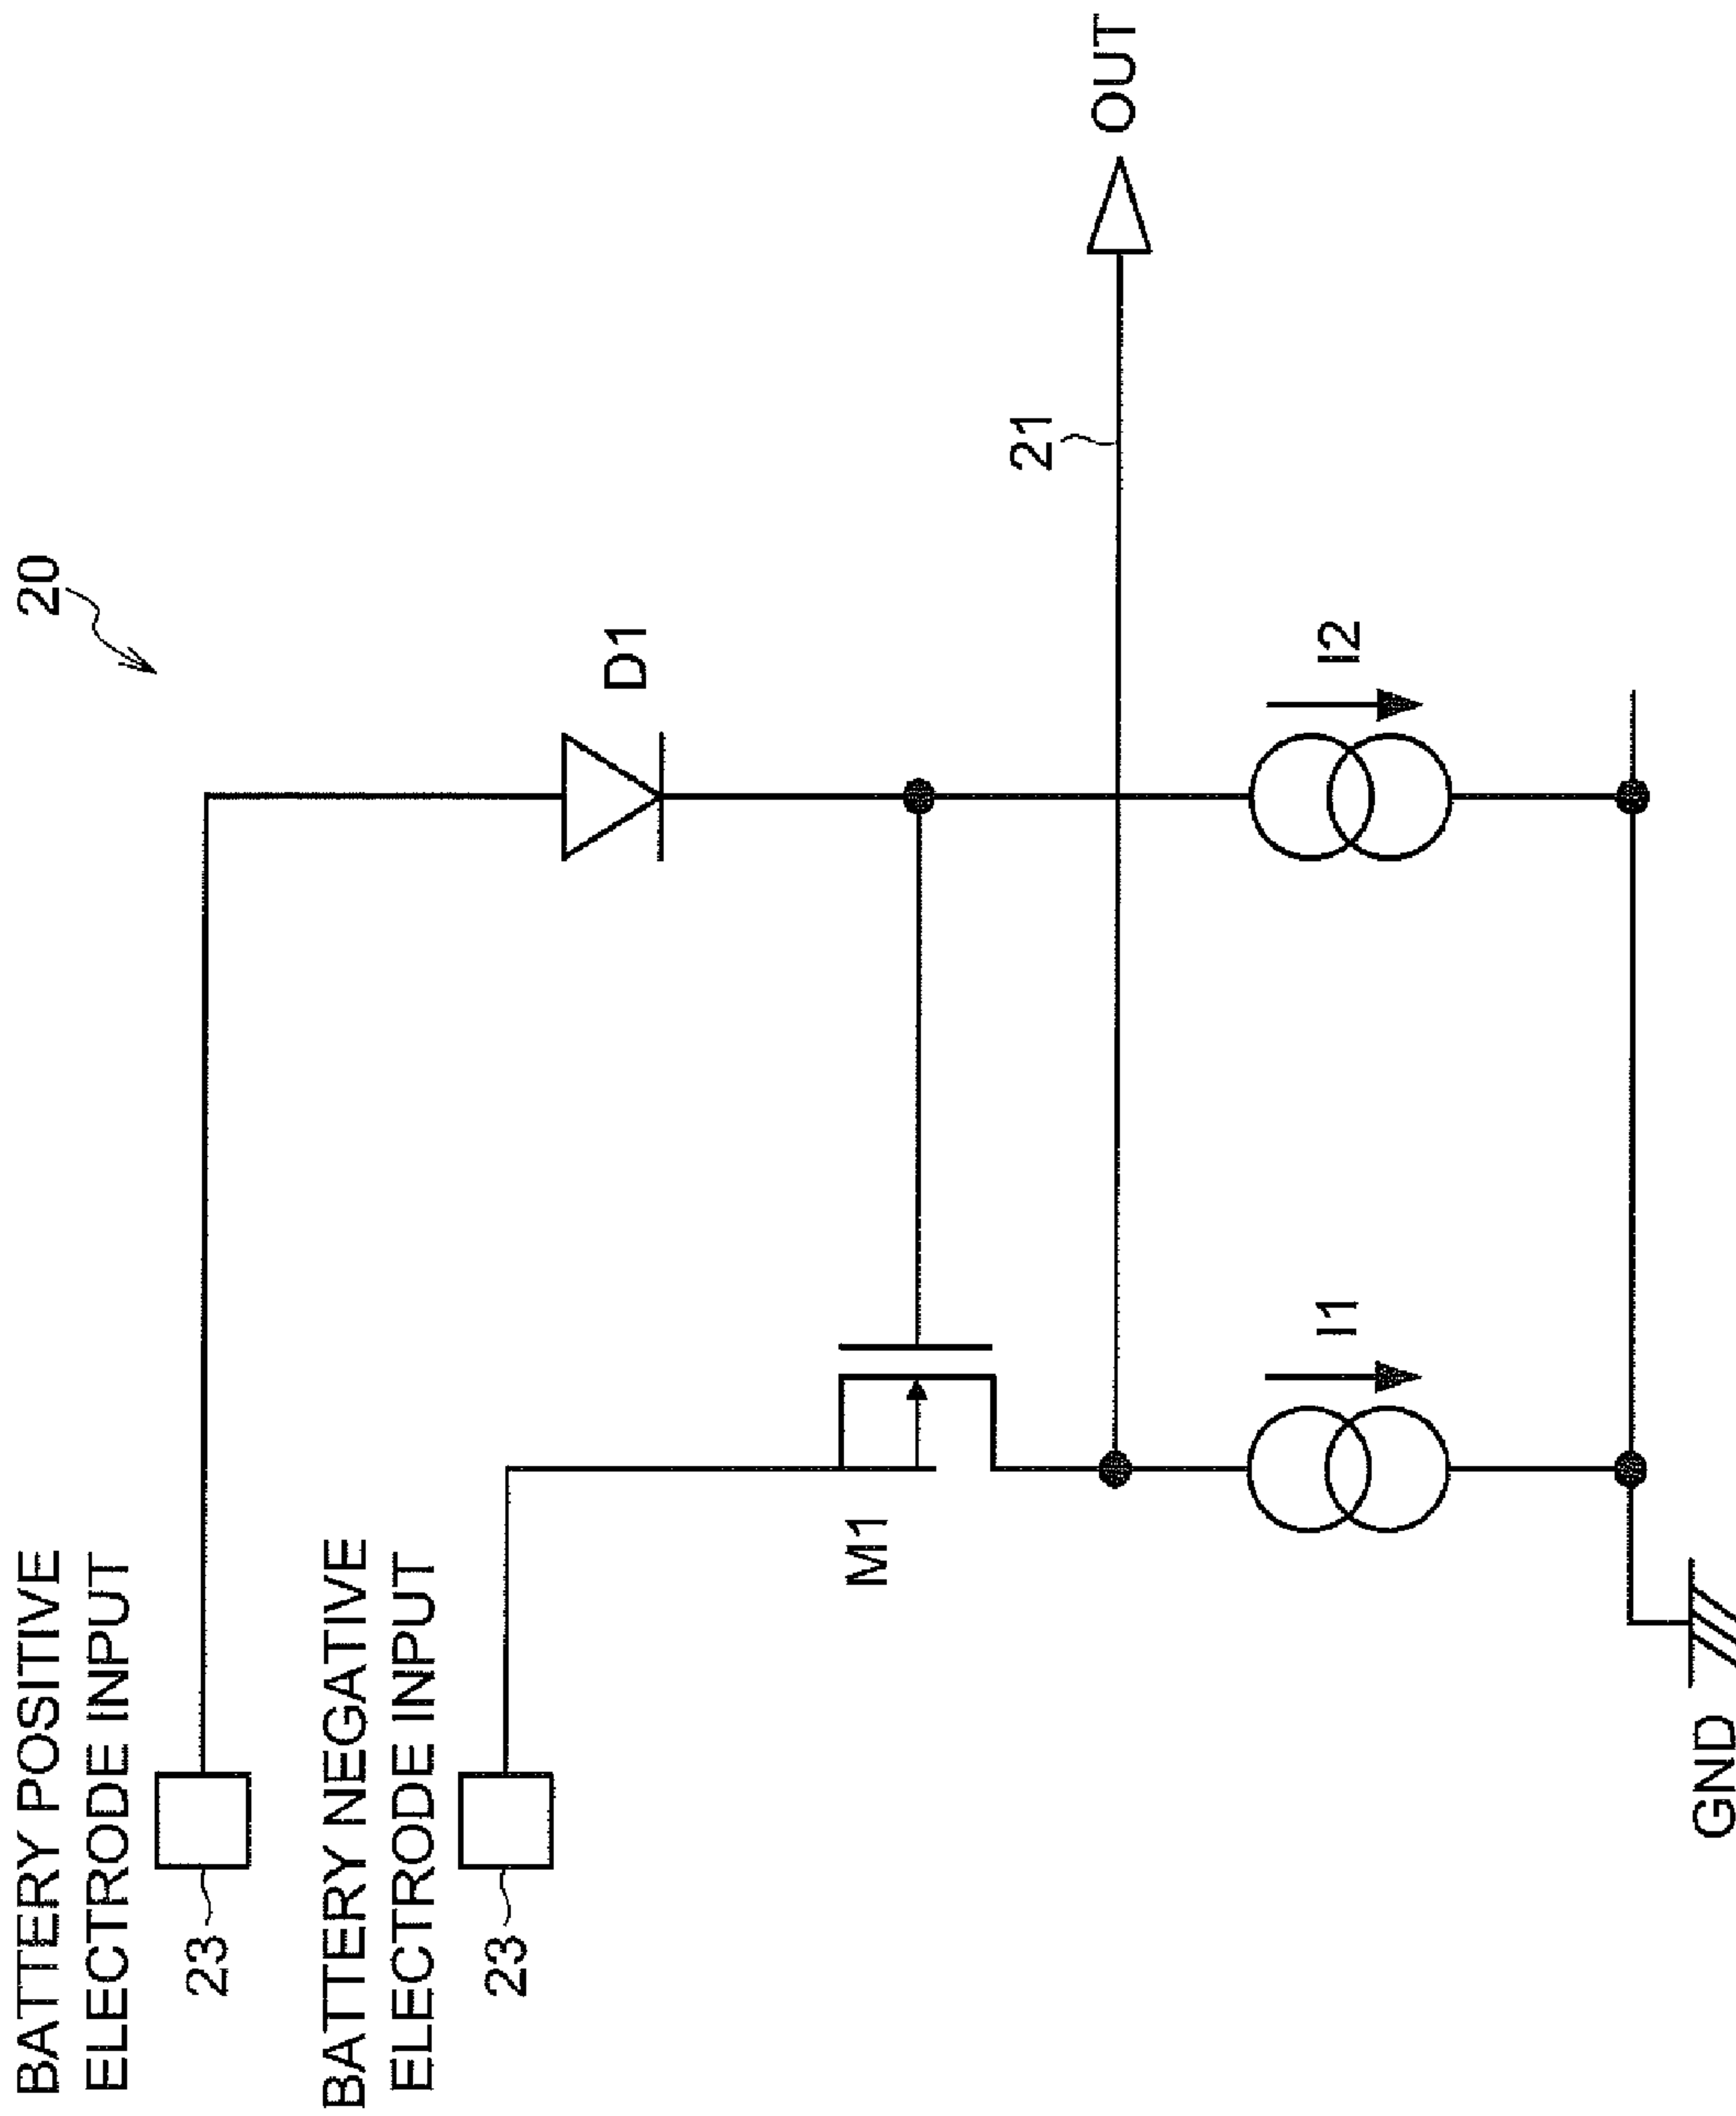 20
BATTERY POSITIVE
ELECTRODE INPUT
23
D1
BATTERY NEGATIVE
ELECTRODE INPUT
23
M1
21
OUT
I1
I2
GND